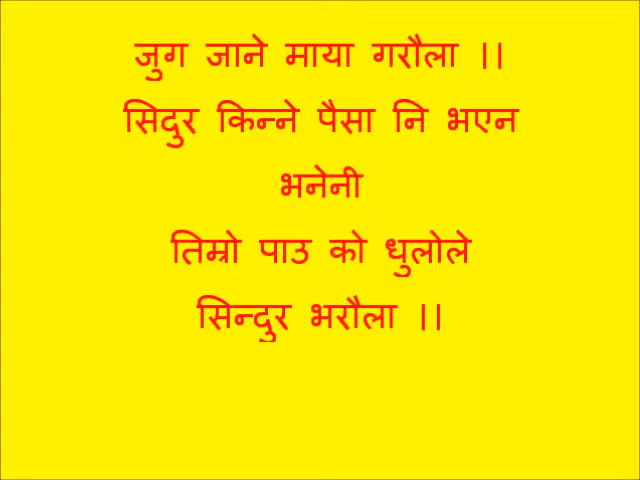 जुग जाने माया गरौला ।।
सिदुर किन्ने पैसा नि भएन
भनेनी
तिम्रो पाउ को धुलोले
सिन्दुर भरौला ।।